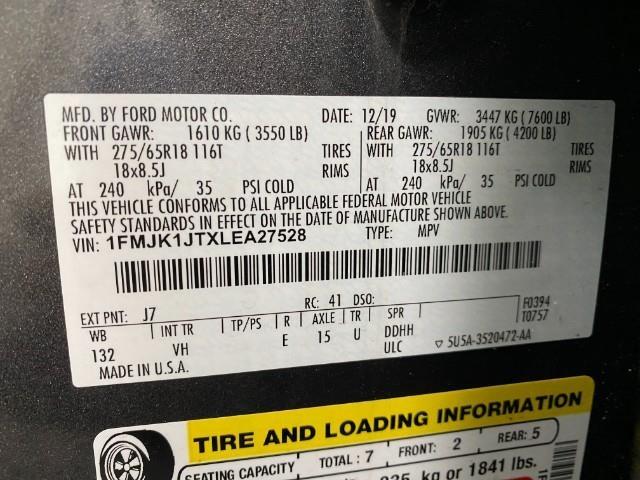 MFD. BY FORD MOTOR CO. DATE: 12/19 GVWR: 3447 KG ( 7600 LB)
FRONT GAWR: 1610 KG ( 3550 LB) REAR GAWR: 1905 KG ( 4200 LB)
WITH 275/65R18 116T TIRES WITH 275/65R18 116T TIRES
18x8.5J RIMS 18x8.5J RIMS
AT 240 kPa/ 35 PSI COLD AT 240 kPa/ 35 PSI COLD
THIS VEHICLE CONFORMS TO ALL APPLICABLE FEDERAL MOTOR VEHICLE
SAFETY STANDARDS IN EFFECT ON THE DATE OF MANUFACTURE SHOWN ABOVE.
VIN: 1FMJK1JTXLEA27528 TYPE: MPV
EXT PNT: J7 RC: 41 DSO: F0394
WB INT TR TP/PS R AXLE TR SPR T0757
132 VH E 15 U DDHH
ULC 5U5A-3520472-AA
MADE IN U.S.A.
TIRE AND LOADING INFORMATION
SEATING CAPACITY TOTAL : 7 FRONT: 2 REAR: 5
kg or 1841 lbs.